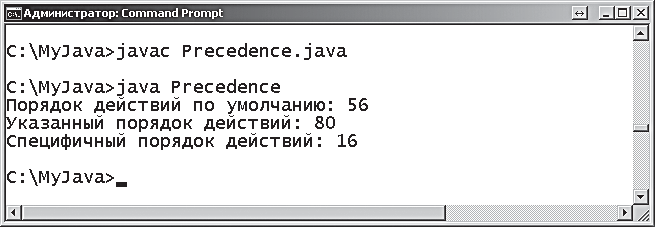 Администратор: Command Prompt
C:\MyJava>javac Precedence.java
C:\MyJava>java Precedence
Порядок действий по умолчанию: 56
Указанный порядок действий: 80
Специфичный порядок действий: 16
C:\MyJava>